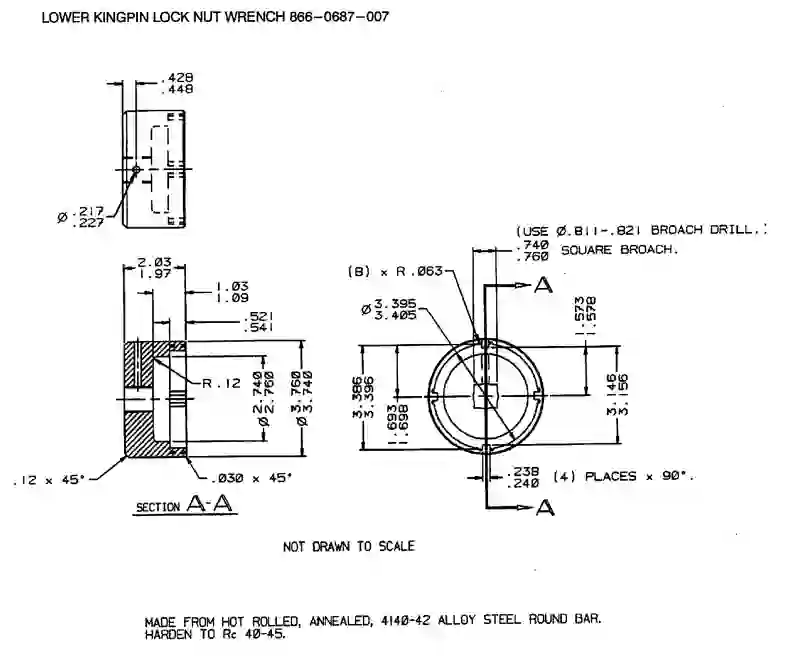 LOWER KINGPIN LOCK NUT WRENCH 866-0687-007
.428
.448
Ø .217
.227
(USE Ø.811-.821 BROACH DRILL.)
.740
.760 SQUARE BROACH.
2.03
1.97
1.03
1.09
.521
.541
(8) x R .063
A
Ø 3.395
3.405
1.573
1.578
R .12
Ø 2.740
2.760
Ø 3.760
3.740
3.386
3.396
1.693
1.698
3.146
3.156
.12 x 45°
.030 x 45°
.238
.240 (4) PLACES x 90°.
SECTION A-A
A
NOT DRAWN TO SCALE
MADE FROM HOT ROLLED, ANNEALED, 4140-42 ALLOY STEEL ROUND BAR.
HARDEN TO Rc 40-45.